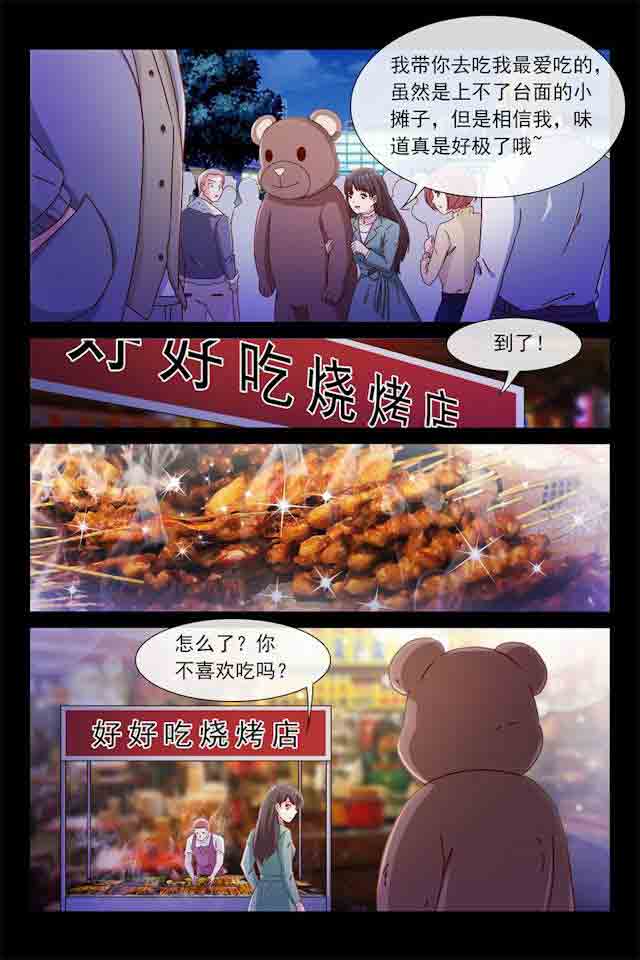 我带你去吃我最爱吃的，
虽然是上不了台面的小
摊子，但是相信我，味
道真是好极了哦~
到了！
好好吃烧烤店
怎么了？你
不喜欢吃吗？
好好吃烧烤店